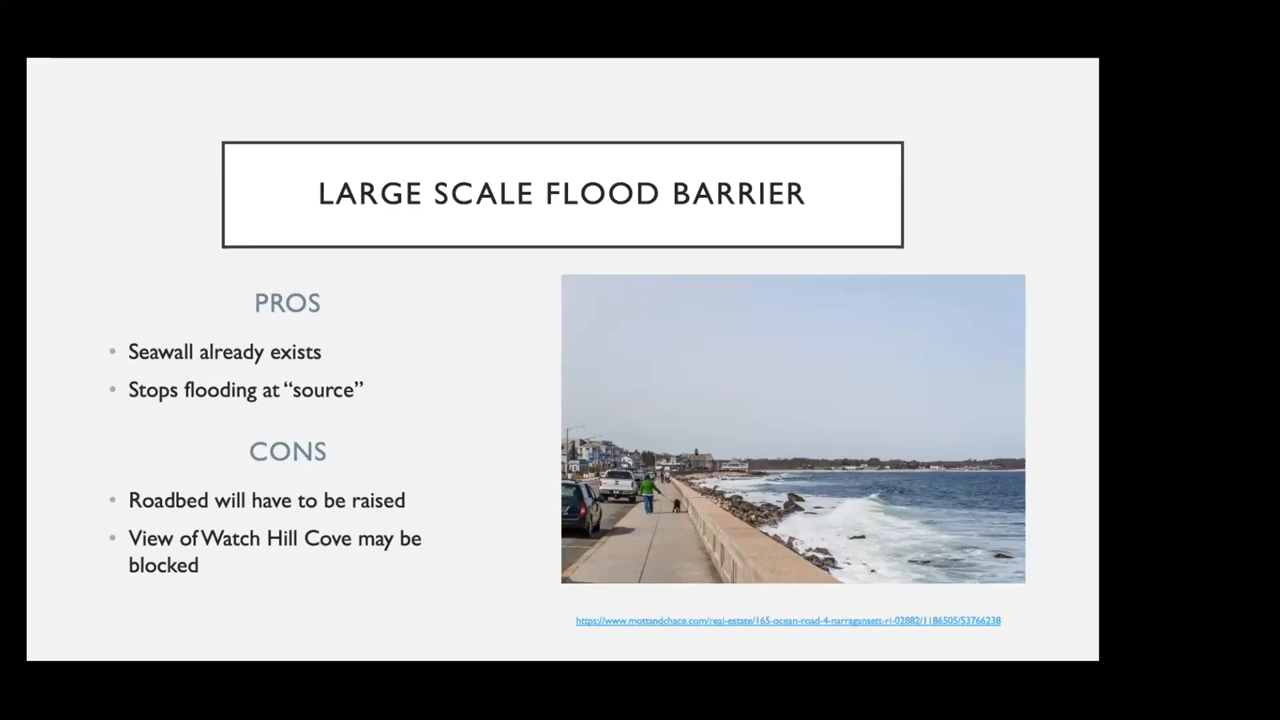 LARGE SCALE FLOOD BARRIER
PROS
• Seawall already exists
• Stops flooding at “source”
CONS
• Roadbed will have to be raised
• View of Watch Hill Cove may be
blocked
https://www.mottandchace.com/real-estate/165-ocean-road-4-narragansett-ri-02882/1186505/53766238